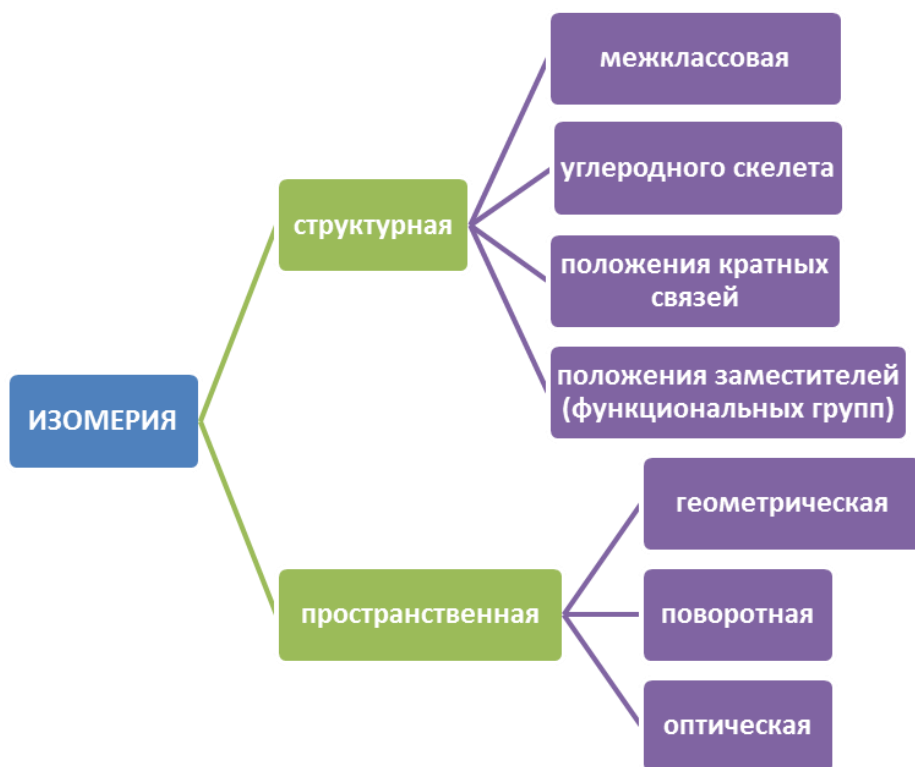 ИЗОМЕРИЯ
структурная
межклассовая
углеродного скелета
положения кратных
связей
положения заместителей
(функциональных групп)
пространственная
геометрическая
поворотная
оптическая